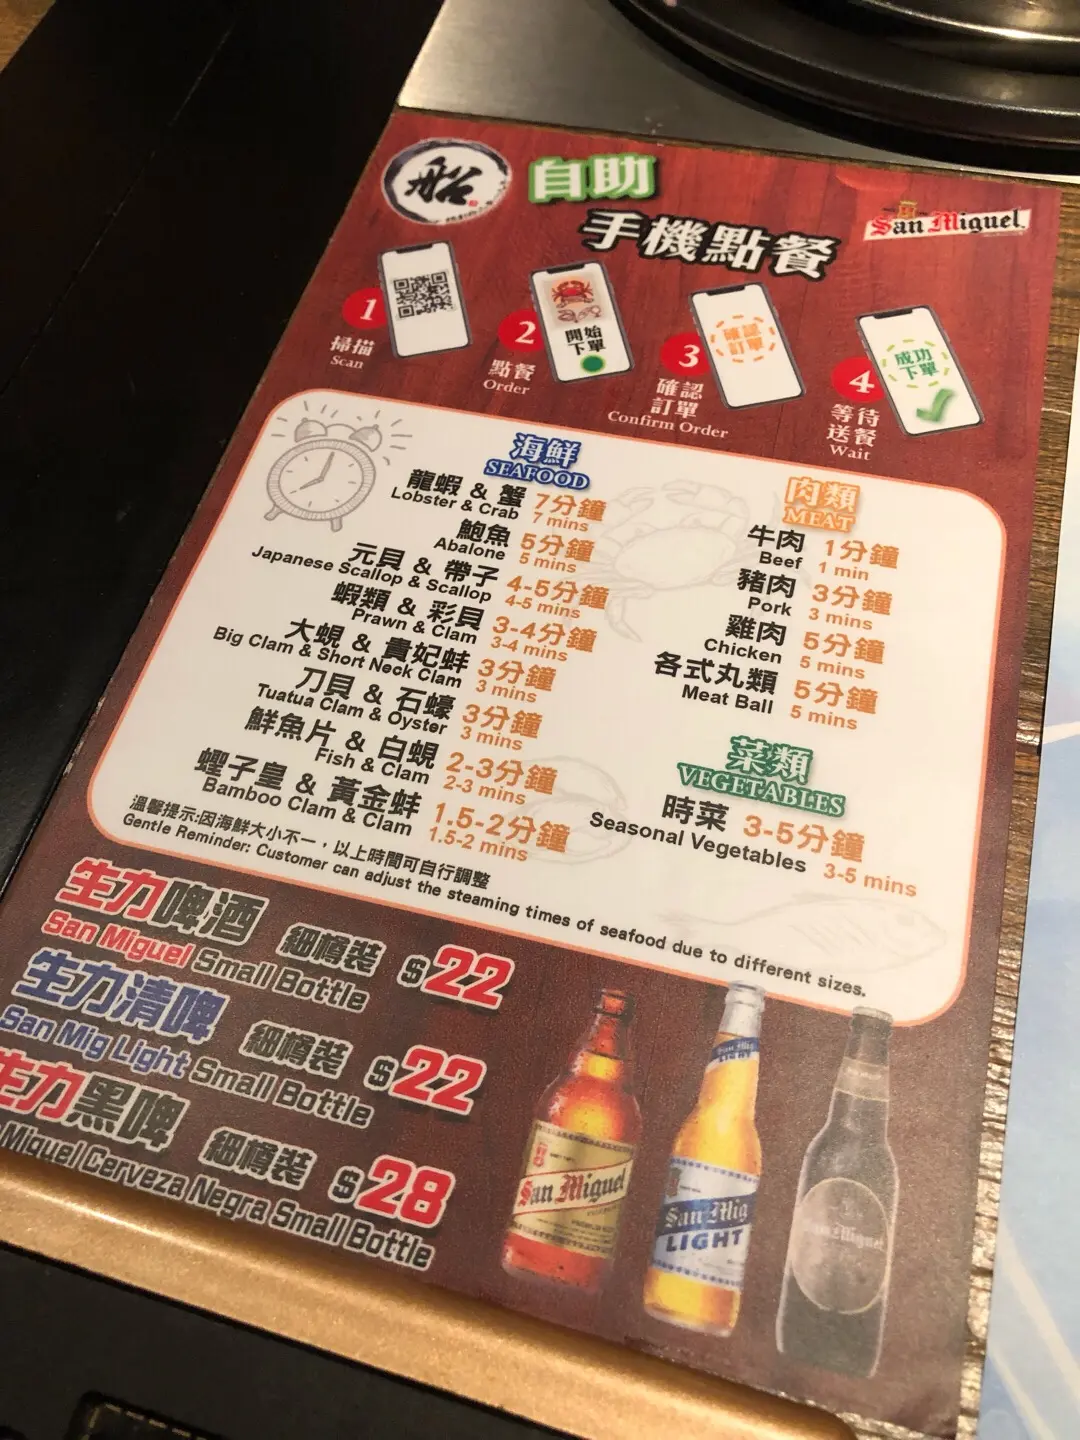 船
自助
手機點餐
San Miguel
1
掃描
Scan
2
點餐
Order
開始
下單
3
確認
訂單
Confirm Order
確認
訂單
4
等待
送餐
Wait
成功
下單
海鮮
SEAFOOD
龍蝦 & 蟹 7分鐘
Lobster & Crab 7 mins
鮑魚 5分鐘
Abalone 5 mins
元貝 & 帶子 4-5分鐘
Japanese Scallop & Scallop 4-5 mins
蝦類 & 彩貝 3-4分鐘
Prawn & Clam 3-4 mins
大蜆 & 貴妃蚌 3分鐘
Big Clam & Short Neck Clam 3 mins
刀貝 & 石蠔 3分鐘
Tuatua Clam & Oyster 3 mins
鮮魚片 & 白蜆 2-3分鐘
Fish & Clam 2-3 mins
蟶子皇 & 黃金蚌 1.5-2分鐘
Bamboo Clam & Clam 1.5-2 mins
肉類
MEAT
牛肉 1分鐘
Beef 1 min
豬肉 3分鐘
Pork 3 mins
雞肉 5分鐘
Chicken 5 mins
各式丸類 5分鐘
Meat Ball 5 mins
菜類
VEGETABLES
時菜 3-5分鐘
Seasonal Vegetables 3-5 mins
溫馨提示:因海鮮大小不一，以上時間可自行調整
Gentle Reminder: Customer can adjust the steaming times of seafood due to different sizes.
生力啤酒 細樽裝 $22
San Miguel Small Bottle
生力清啤 細樽裝 $22
San Mig Light Small Bottle
生力黑啤 細樽裝 $28
Miguel Cerveza Negra Small Bottle
San Miguel
San Mig
LIGHT
San Mig
LIGHT
San Miguel